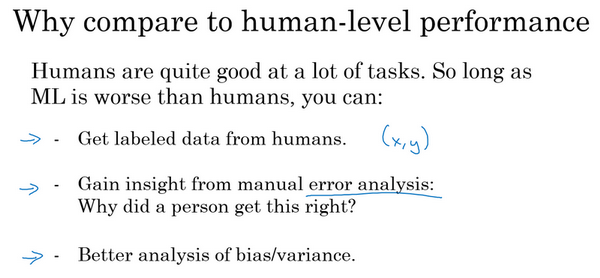 Why compare to human-level performance
Humans are quite good at a lot of tasks. So long as
ML is worse than humans, you can:
- Get labeled data from humans. (x,y)
- Gain insight from manual error analysis:
Why did a person get this right?
- Better analysis of bias/variance.